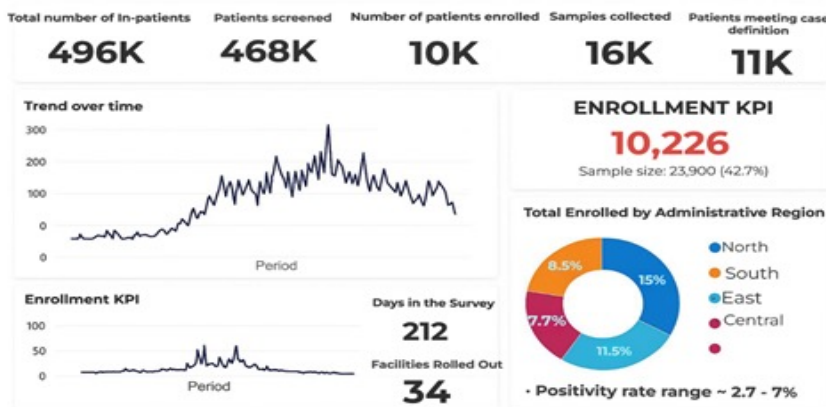 Total number of In-patients
496K
Patients screened
468K
Number of patients enrolled
10K
Samples collected
16K
Patients meeting case
definition
11K
Trend over time
300
200
100
0
0
Period
ENROLLMENT KPI
10,226
Sample size: 23,900 (42.7%)
Total Enrolled by Administrative Region
8.5%
15%
7.7%
11.5%
North
South
East
Central
• Positivity rate range ~ 2.7 - 7%
Enrollment KPI
100
50
0
Period
Days in the Survey
212
Facilities Rolled Out
34